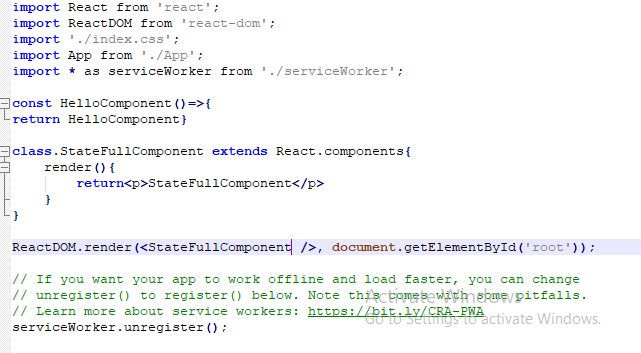 import React from 'react';
import ReactDOM from 'react-dom';
import './index.css';
import App from './App';
import * as serviceWorker from './serviceWorker';
const HelloComponent()=>{
return HelloComponent}
class.StateFullComponent extends React.components{
render(){
return<p>StateFullComponent</p>
}
}
ReactDOM.render(<StateFullComponent />, document.getElementById('root'));
// If you want your app to work offline and load faster, you can change
// unregister() to register() below. Note this comes with some pitfalls.
Activate Windows
// Learn more about service workers: https://bit.ly/CRA-PWA
Go to Settings to activate Windows.
serviceWorker.unregister();